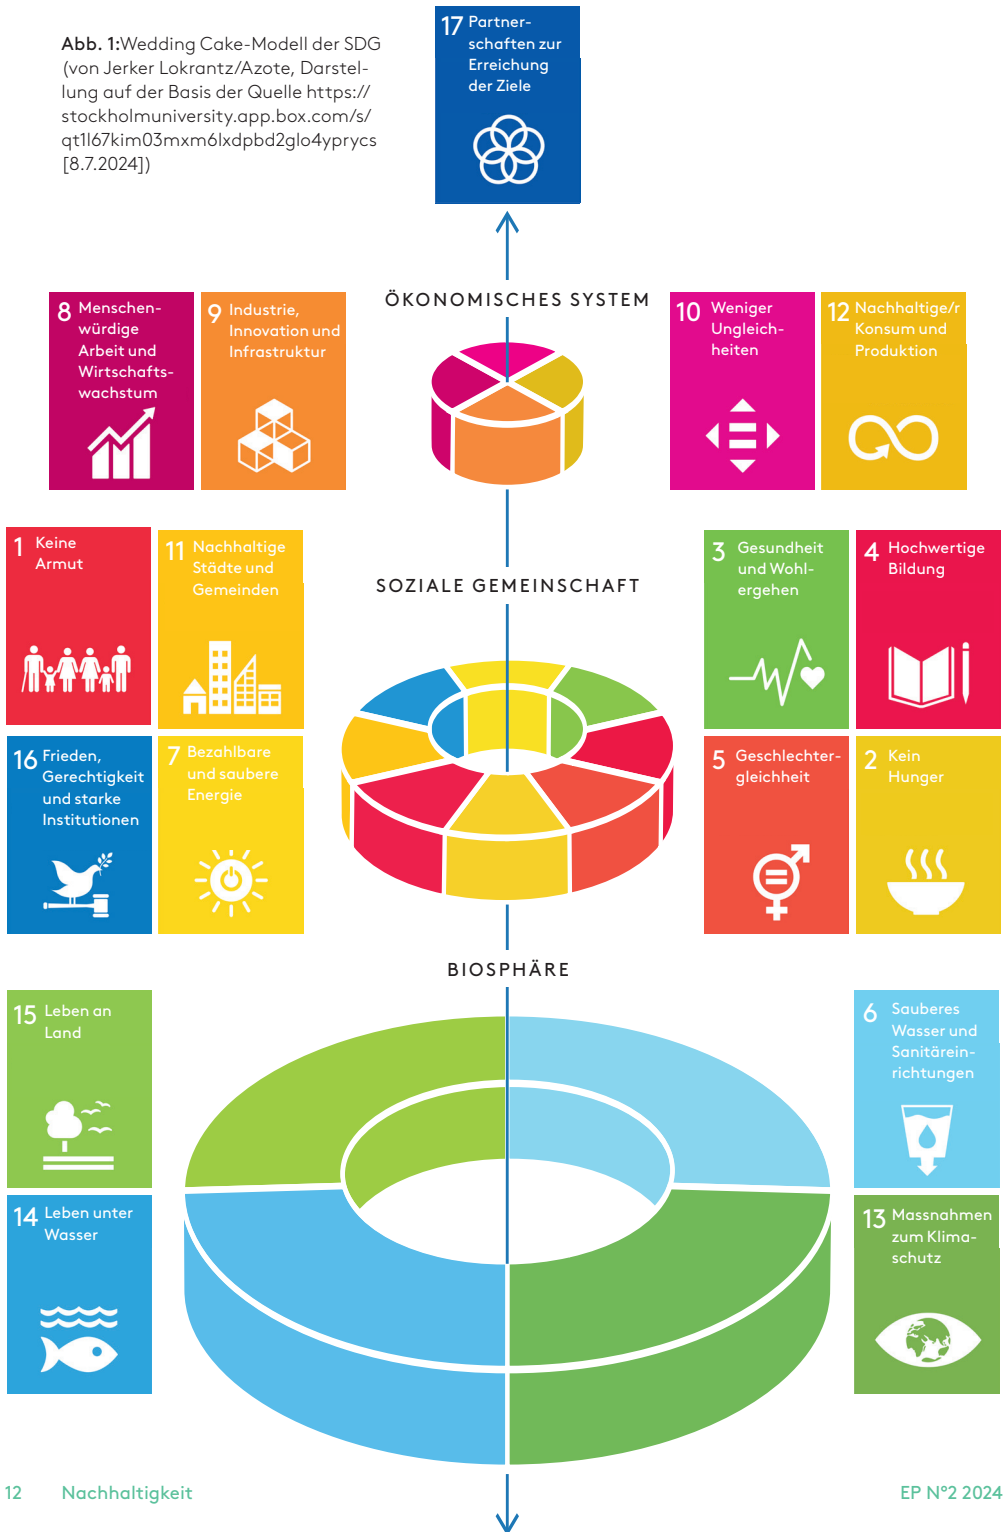 Abb. 1:Wedding Cake-Modell der SDG
(von Jerker Lokrantz/Azote, Darstel-
lung auf der Basis der Quelle https://
stockholmuniversity.app.box.com/s/
qt1l67kim03mxm6lxdpbd2glo4yprycs
[8.7.2024])
17 Partner-
schaften zur
Erreichung
der Ziele
ÖKONOMISCHES SYSTEM
8 Menschen-
würdige
Arbeit und
Wirtschafts-
wachstum
9 Industrie,
Innovation und
Infrastruktur
10 Weniger
Ungleich-
heiten
12 Nachhaltige/r
Konsum und
Produktion
SOZIALE GEMEINSCHAFT
1 Keine
Armut
11 Nachhaltige
Städte und
Gemeinden
3 Gesundheit
und Wohl-
ergehen
4 Hochwertige
Bildung
16 Frieden,
Gerechtigkeit
und starke
Institutionen
7 Bezahlbare
und saubere
Energie
5 Geschlechter-
gleichheit
2 Kein
Hunger
BIOSPHÄRE
15 Leben an
Land
6 Sauberes
Wasser und
Sanitärein-
richtungen
14 Leben unter
Wasser
13 Massnahmen
zum Klima-
schutz
12 Nachhaltigkeit
EP N°2 2024